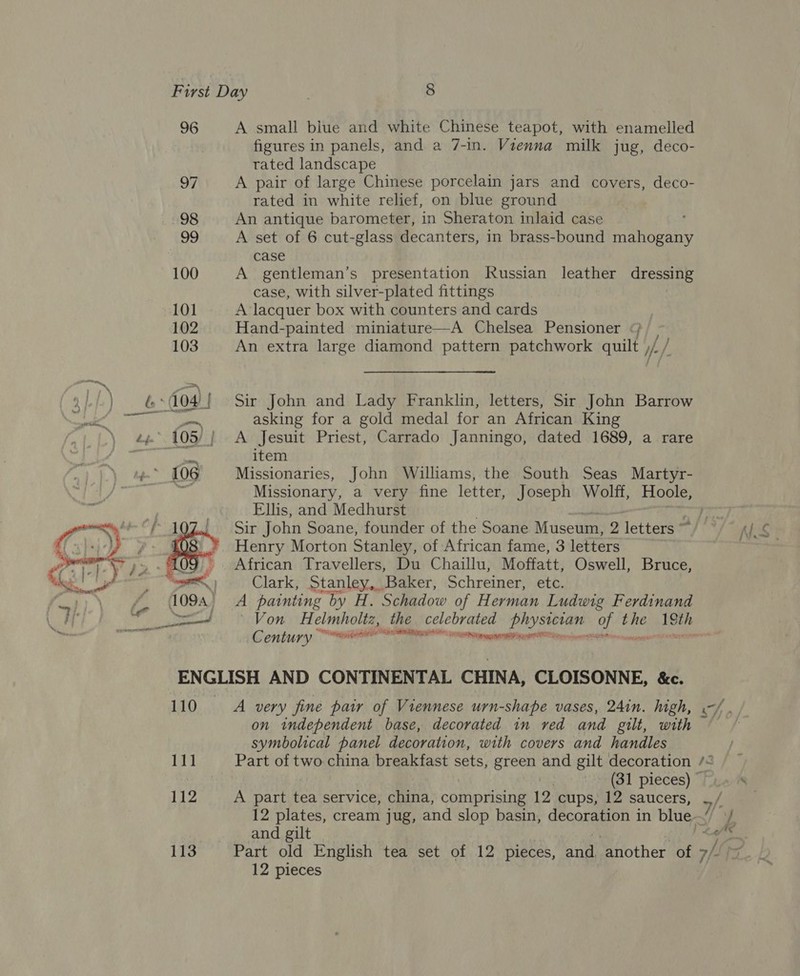 First Day 8
96 A small blue and white Chinese teapot, with enamelled
figures in panels, and a 7-in. Vienna milk jug, deco-
rated landscape
97 A pair of large Chinese porcelain jars and covers, deco-
rated in white relief, on blue ground
98 An antique barometer, in Sheraton inlaid case
99 A set of 6 cut-glass decanters, in brass-bound mahogany
case
100 A gentleman's presentation Russian leather dressing
case, with silver-plated fittings
101 A lacquer box with counters and cards
102 Hand-painted miniature—A Chelsea Pensioner
103 An extra large diamond pattern patchwork quilt
104 Sir John and Lady Franklin, letters, Sir John Barrow
asking for a gold medal for an African King
105 A Jesuit Priest, Carrado Janningo, dated 1689, a rare
item
106 Missionaries, John Williams, the South Seas Martyr-
Missionary, a very fine letter, Joseph Wolff, Hoole,
Ellis, and Medhurst
107 Sir John Soane, founder of the Soane Museum, 2 letters N.S
108 Henry Morton Stanley, of African fame, 3 letters
109 African Travellers, Du Chaillu, Moffatt, Oswell, Bruce,
Clark, Stanley, Baker, Schreiner, etc.
109A A painting by H. Schadow of Herman Ludwig Ferdinand
Von Helmholtz, the celebrated physician of the 19th
Century
ENGLISH AND CONTINENTAL CHINA, CLOISONNE, &c.
110 A very fine pair of Viennese urn-shape vases, 24in. high,
on independent base, decorated in red and gilt, with
symbolical panel decoration, with covers and handles
111 Part of two china breakfast sets, green and gilt decoration
(31 pieces)
112 A part tea service, china, comprising 12 cups, 12 saucers,
12 plates, cream jug, and slop basin, decoration in blue
and gilt
113 Part old English tea set of 12 pieces, and another of
12 pieces